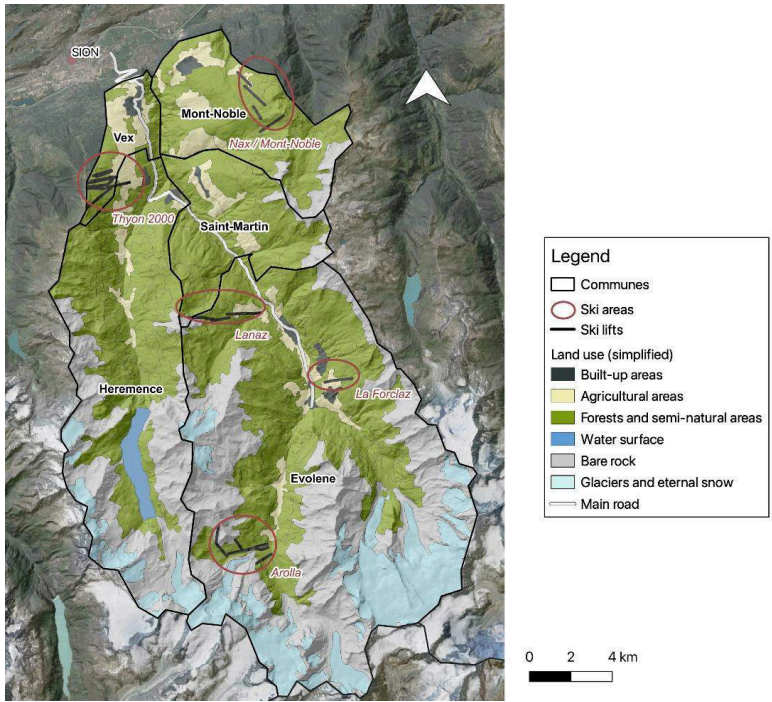 SION
Mont-Noble
Vex
Nax / Mont-Noble
Thyon 2000
Saint-Martin
Lanaz
La Forclaz
Heremence
Evolene
Arolla
Legend
Communes
Ski areas
Ski lifts
Land use (simplified)
Built-up areas
Agricultural areas
Forests and semi-natural areas
Water surface
Bare rock
Glaciers and eternal snow
Main road
0 2 4 km